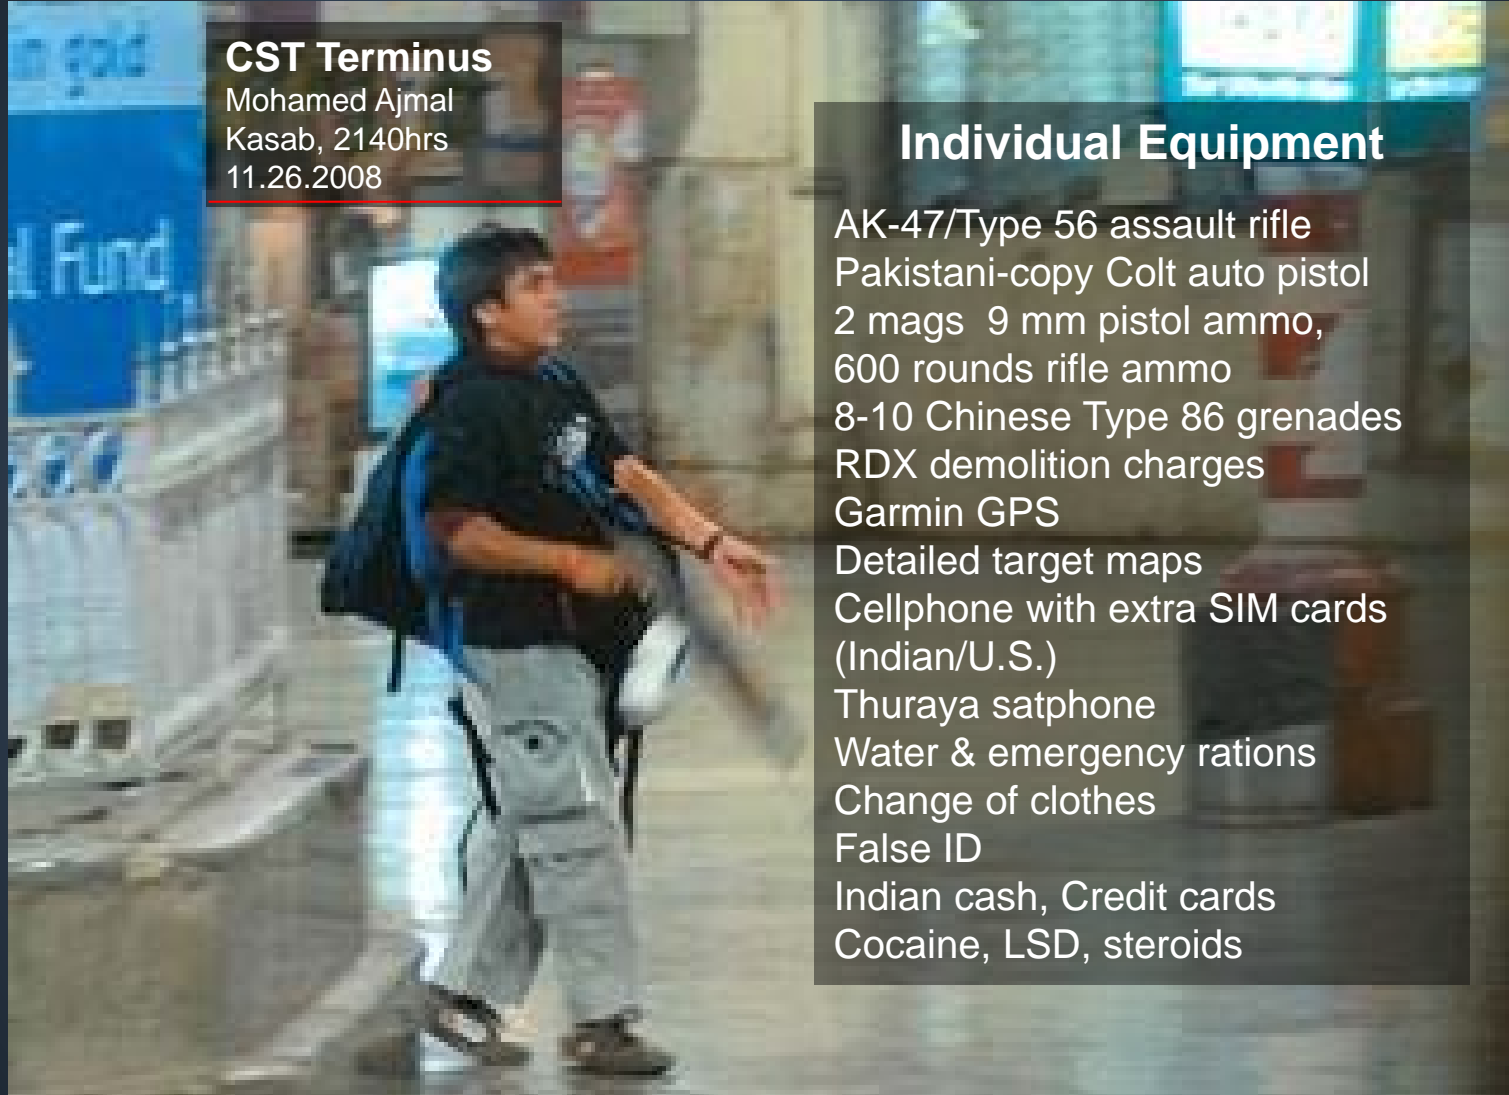 CST Terminus
Mohamed Ajmal
Kasab, 2140hrs
11.26.2008
Individual Equipment
AK-47/Type 56 assault rifle
Pakistani-copy Colt auto pistol
2 mags  9 mm pistol ammo,
600 rounds rifle ammo
8-10 Chinese Type 86 grenades
RDX demolition charges
Garmin GPS
Detailed target maps
Cellphone with extra SIM cards
(Indian/U.S.)
Thuraya satphone
Water & emergency rations
Change of clothes
False ID
Indian cash, Credit cards
Cocaine, LSD, steroids
gold
Fund